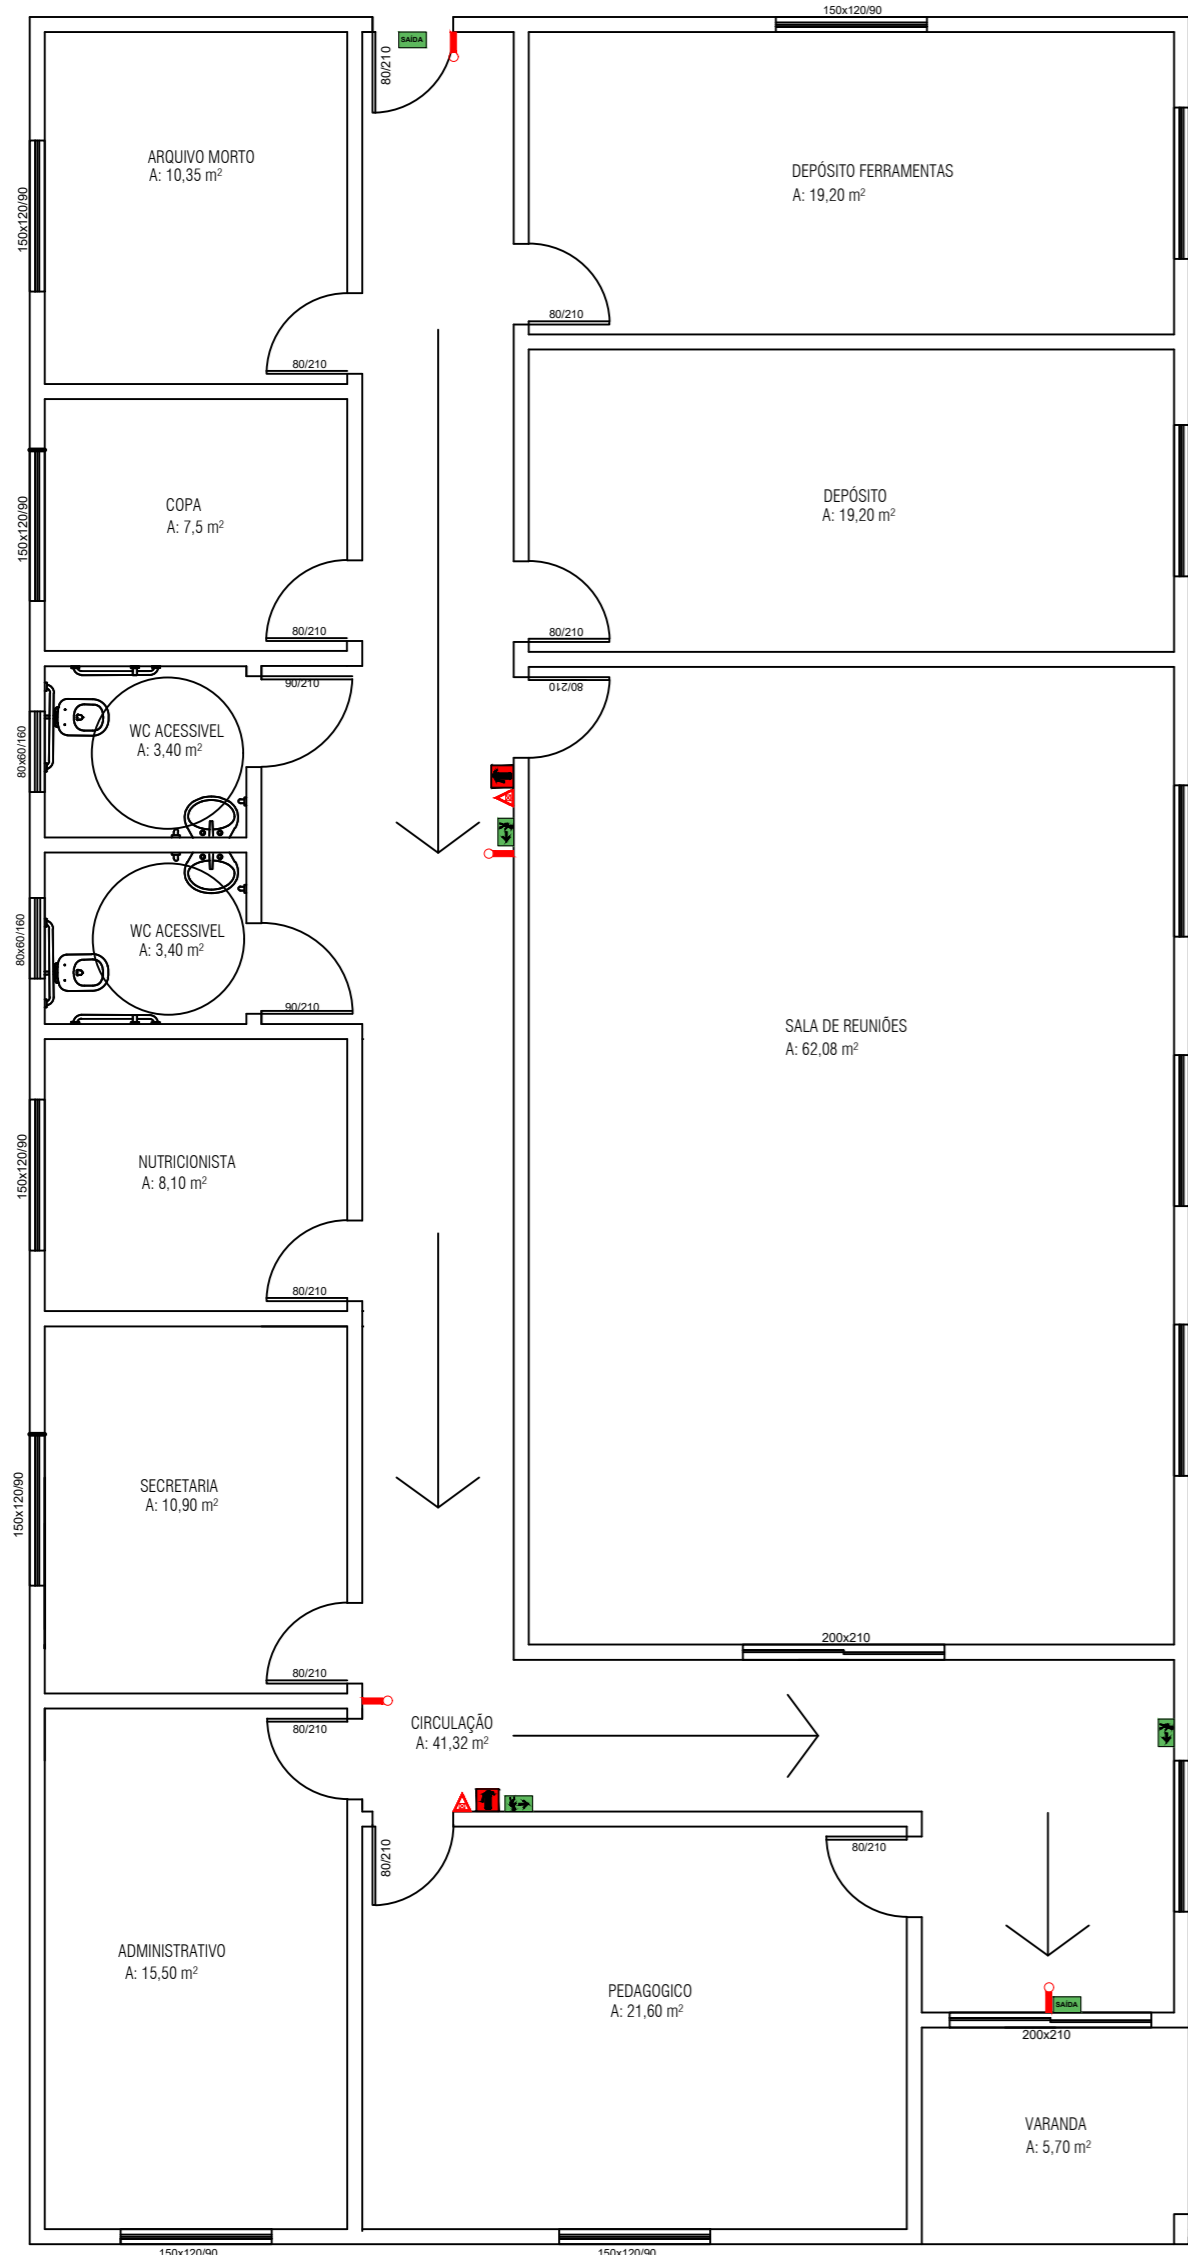 150x120/90
SAÍDA
80/210
ARQUIVO MORTO
A: 10,35 m²
DEPÓSITO FERRAMENTAS
A: 19,20 m²
150x120/90
80/210
80/210
COPA
A: 7,5 m²
DEPÓSITO
A: 19,20 m²
150x120/90
80/210
80/210
90/210
80/210
WC ACESSIVEL
A: 3,40 m²
80x60/160
WC ACESSIVEL
A: 3,40 m²
80x60/160
90/210
SALA DE REUNIÕES
A: 62,08 m²
NUTRICIONISTA
A: 8,10 m²
150x120/90
80/210
SECRETARIA
A: 10,90 m²
150x120/90
200x210
80/210
80/210
CIRCULAÇÃO
A: 41,32 m²
80/210
80/210
ADMINISTRATIVO
A: 15,50 m²
PEDAGOGICO
A: 21,60 m²
SAÍDA
200x210
VARANDA
A: 5,70 m²
150x120/90
150x120/90